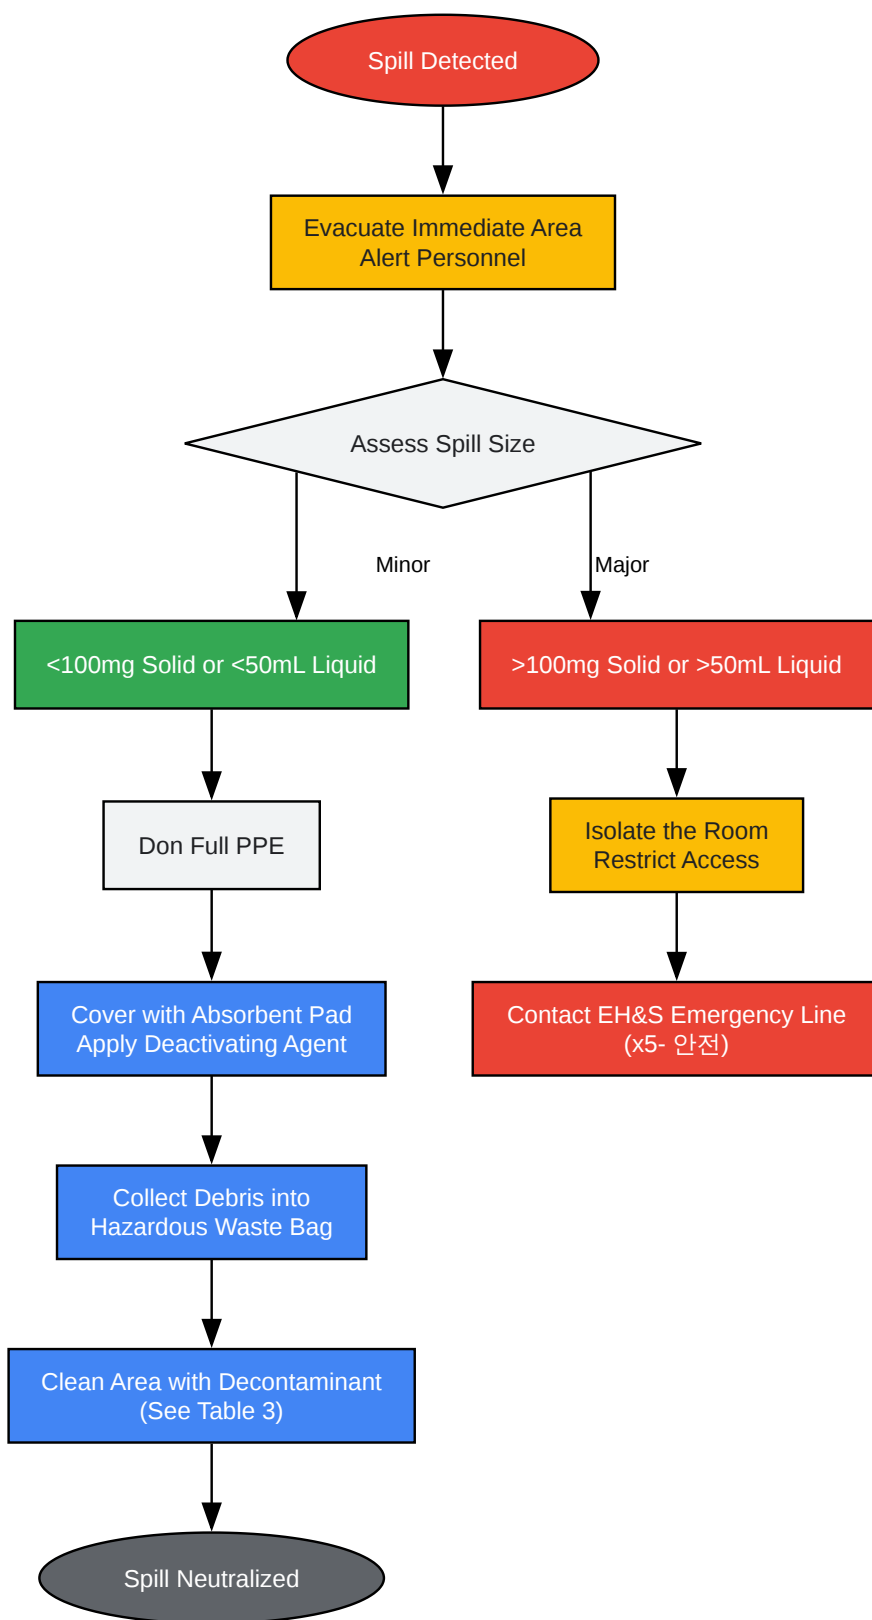 Spill Detected
Evacuate Immediate Area
Alert Personnel
Assess Spill Size
Minor
Major
<100mg Solid or <50mL Liquid
>100mg Solid or >50mL Liquid
Don Full PPE
Isolate the Room
Restrict Access
Cover with Absorbent Pad
Apply Deactivating Agent
Contact EH&S Emergency Line
(x5- 안전)
Collect Debris into
Hazardous Waste Bag
Clean Area with Decontaminant
(See Table 3)
Spill Neutralized